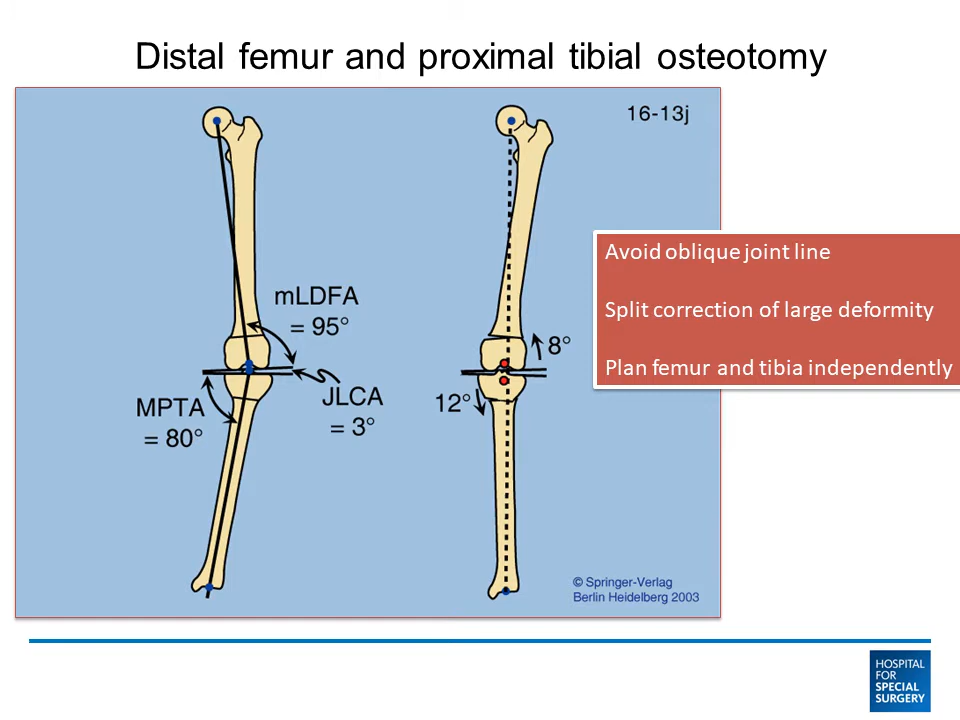 Distal femur and proximal tibial osteotomy
16-13j
mLDFA
= 95°
8°
JLCA
= 3°
MPTA
= 80°
12°
Avoid oblique joint line
Split correction of large deformity
Plan femur and tibia independently
© Springer-Verlag
Berlin Heidelberg 2003
HOSPITAL
FOR
SPECIAL
SURGERY